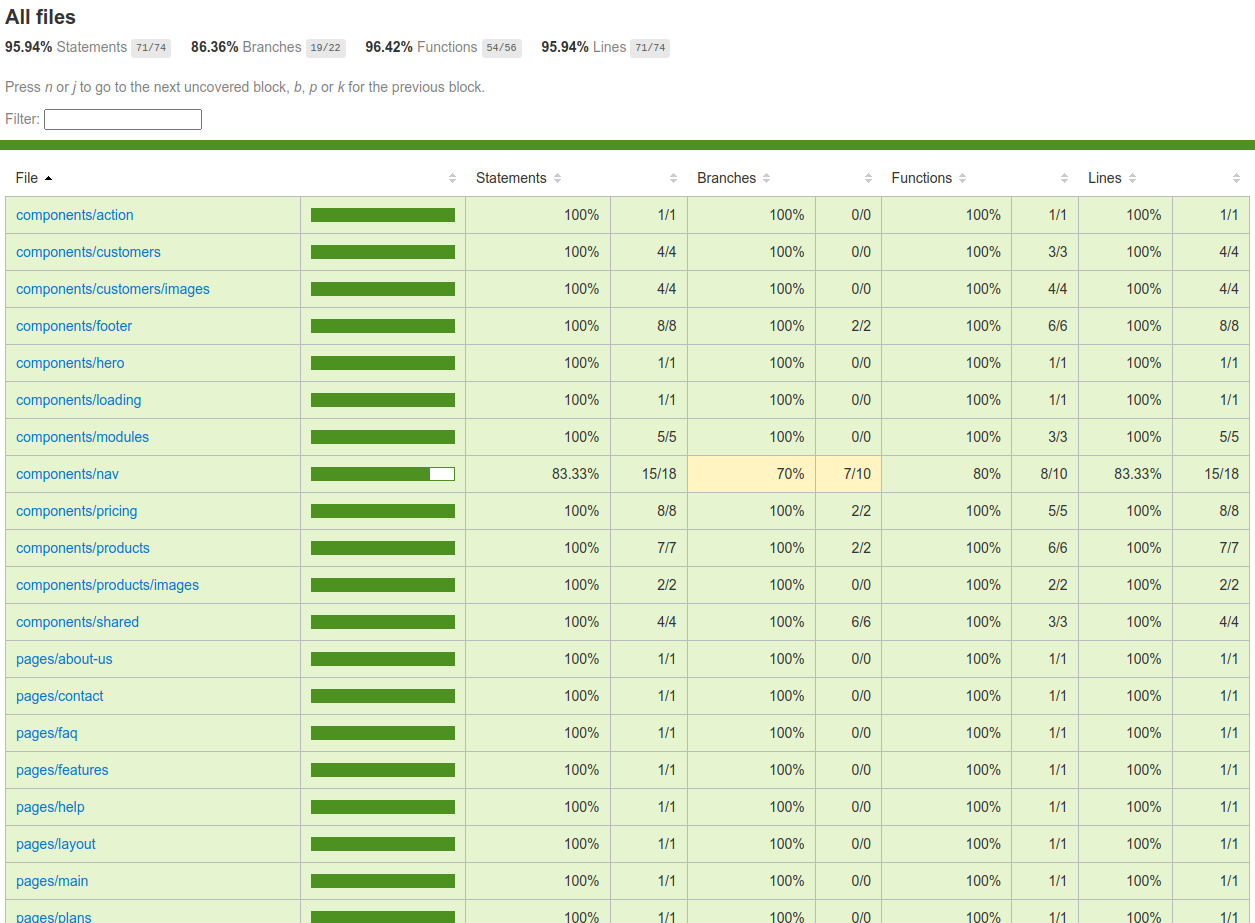 All files
95.94% Statements 71/74 86.36% Branches 19/22 96.42% Functions 54/56 95.94% Lines 71/74
Press n or j to go to the next uncovered block, b, p or k for the previous block.
Filter:
File Statements Branches Functions Lines
components/action 100% 1/1 100% 0/0 100% 1/1 100% 1/1
components/customers 100% 4/4 100% 0/0 100% 3/3 100% 4/4
components/customers/images 100% 4/4 100% 0/0 100% 4/4 100% 4/4
components/footer 100% 8/8 100% 2/2 100% 6/6 100% 8/8
components/hero 100% 1/1 100% 0/0 100% 1/1 100% 1/1
components/loading 100% 1/1 100% 0/0 100% 1/1 100% 1/1
components/modules 100% 5/5 100% 0/0 100% 3/3 100% 5/5
components/nav 83.33% 15/18 70% 7/10 80% 8/10 83.33% 15/18
components/pricing 100% 8/8 100% 2/2 100% 5/5 100% 8/8
components/products 100% 7/7 100% 2/2 100% 6/6 100% 7/7
components/products/images 100% 2/2 100% 0/0 100% 2/2 100% 2/2
components/shared 100% 4/4 100% 6/6 100% 3/3 100% 4/4
pages/about-us 100% 1/1 100% 0/0 100% 1/1 100% 1/1
pages/contact 100% 1/1 100% 0/0 100% 1/1 100% 1/1
pages/faq 100% 1/1 100% 0/0 100% 1/1 100% 1/1
pages/features 100% 1/1 100% 0/0 100% 1/1 100% 1/1
pages/help 100% 1/1 100% 0/0 100% 1/1 100% 1/1
pages/layout 100% 1/1 100% 0/0 100% 1/1 100% 1/1
pages/main 100% 1/1 100% 0/0 100% 1/1 100% 1/1
pages/plans 100% 1/1 100% 0/0 100% 1/1 100% 1/1